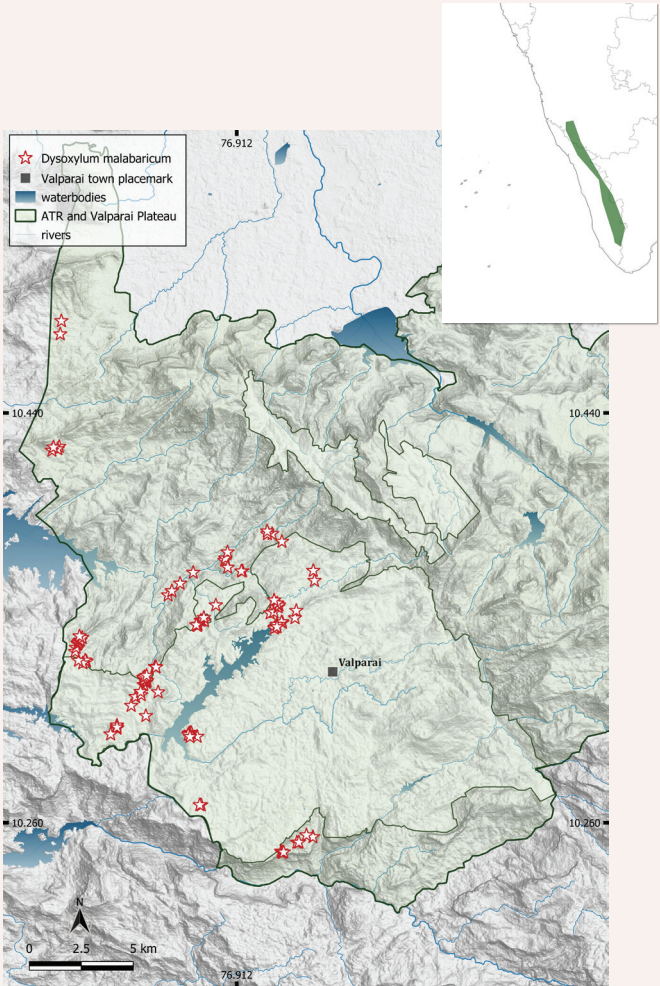 76.912
Dysoxylum malabaricum
Valparai town placemark
waterbodies
ATR and Valparai Plateau
rivers
10.440
10.440
Valparai
10.260
10.260
N
0 2.5 5 km
76.912